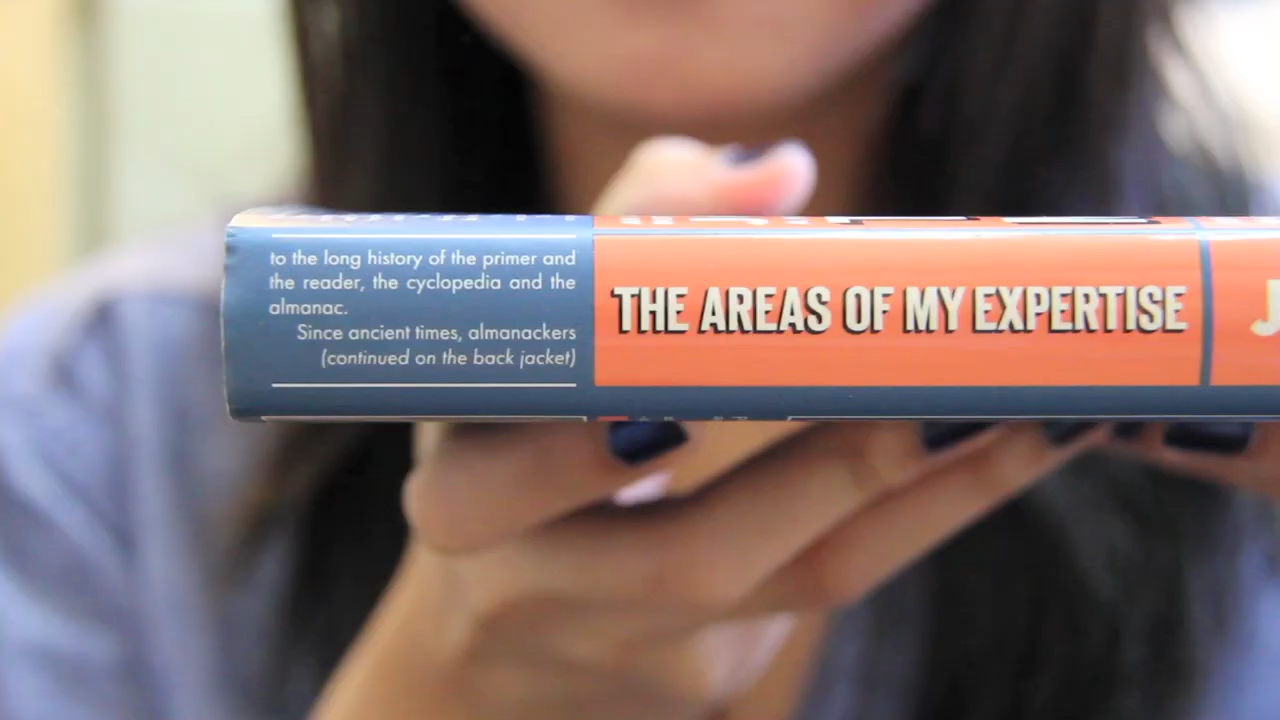 to the long history of the primer and
the reader, the cyclopedia and the
almanac.
Since ancient times, almanackers
(continued on the back jacket)
THE AREAS OF MY EXPERTISE
J